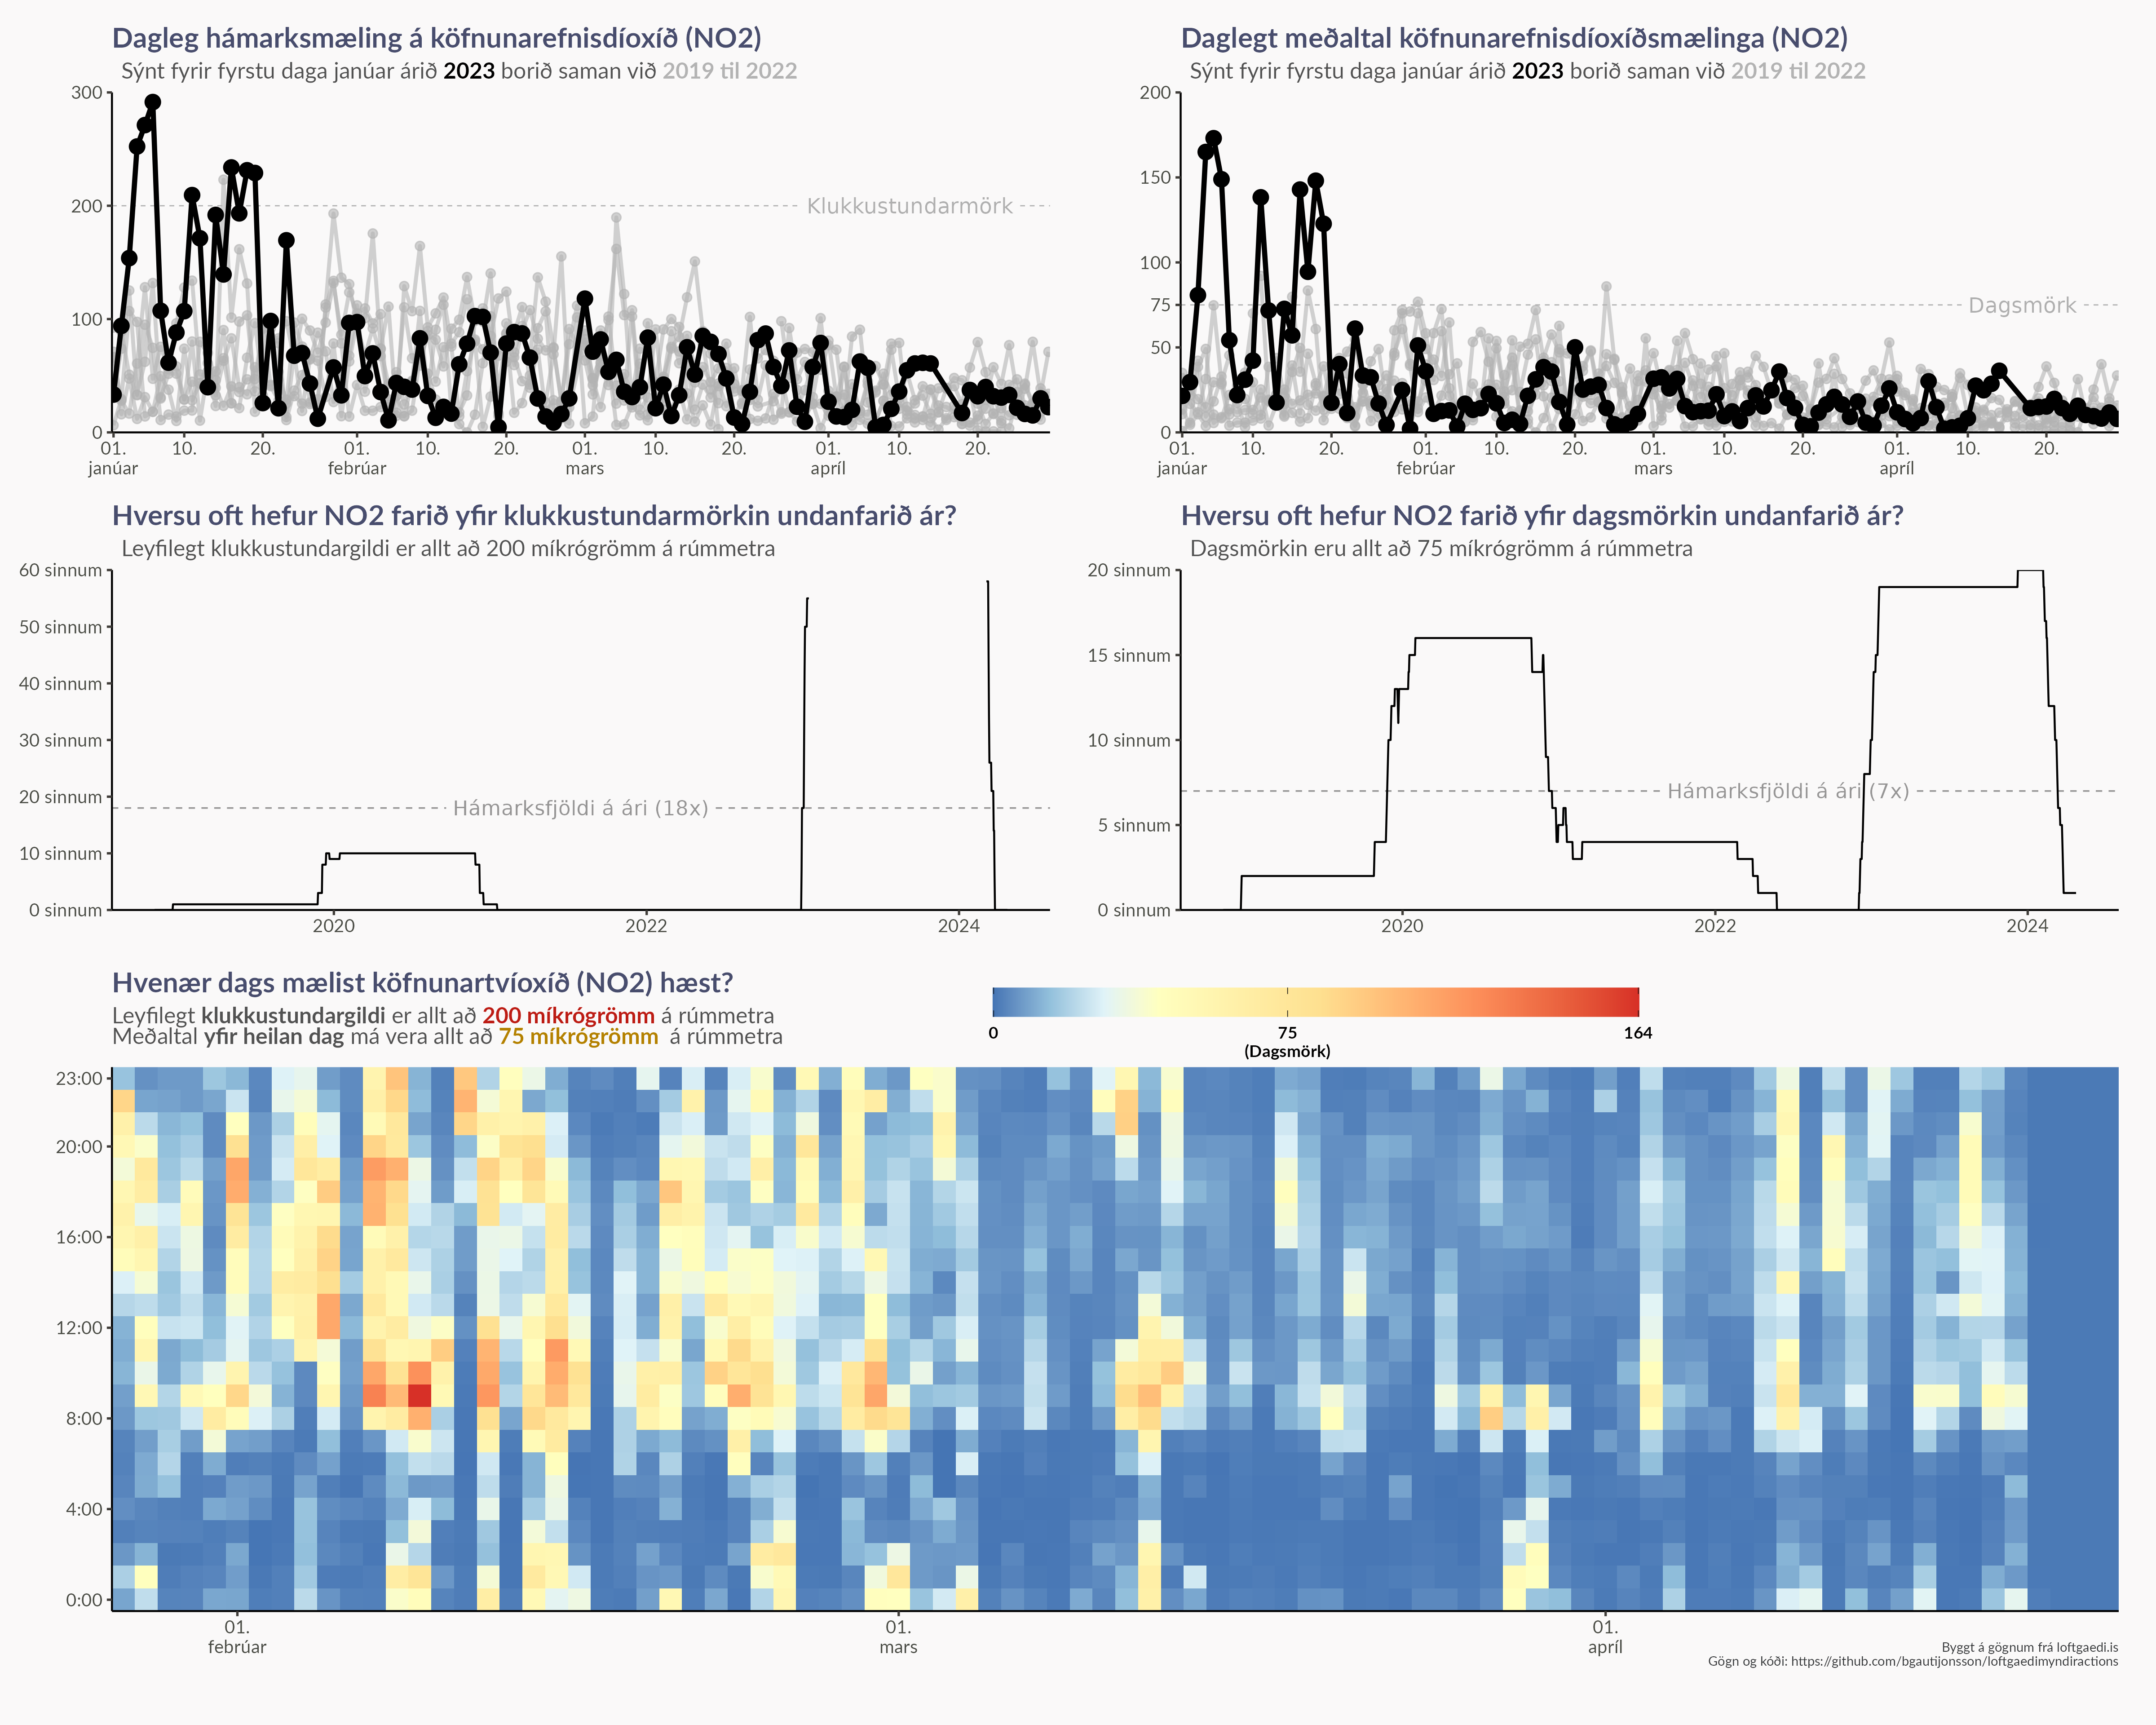 Dagleg hámarksmæling á köfnunarefnisdíoxíð (NO2)
Sýnt fyrir fyrstu daga janúar árið 2023 borið saman við 2019 til 2022
300
200
100
0
Klukkustundarmörk
01. 10. 20. 01. 10. 20. 01. 10. 20. 01. 10. 20.
janúar febrúar mars apríl
Daglegt meðaltal köfnunarefnisdíoxíðsmælinga (NO2)
Sýnt fyrir fyrstu daga janúar árið 2023 borið saman við 2019 til 2022
200
150
100
75
50
0
Dagsmörk
01. 10. 20. 01. 10. 20. 01. 10. 20. 01. 10. 20.
janúar febrúar mars apríl
Hversu oft hefur NO2 farið yfir klukkustundarmörkin undanfarið ár?
Leyfilegt klukkustundargildi er allt að 200 míkrógrömm á rúmmetra
60 sinnum
50 sinnum
40 sinnum
30 sinnum
20 sinnum
10 sinnum
0 sinnum
Hámarksfjöldi á ári (18x)
2020 2022 2024
Hversu oft hefur NO2 farið yfir dagsmörkin undanfarið ár?
Dagsmörkin eru allt að 75 míkrógrömm á rúmmetra
20 sinnum
15 sinnum
10 sinnum
5 sinnum
0 sinnum
Hámarksfjöldi á ári (7x)
2020 2022 2024
Hvenær dags mælist köfnunartvíoxíð (NO2) hæst?
Leyfilegt klukkustundargildi er allt að 200 míkrógrömm á rúmmetra
Meðaltal yfir heilan dag má vera allt að 75 míkrógrömm á rúmmetra
0 75 164
(Dagsmörk)
23:00
20:00
16:00
12:00
8:00
4:00
0:00
01. 01. 01.
febrúar mars apríl
Byggt á gögnum frá loftgaedi.is
Gögn og kóði: https://github.com/bgautijonsson/loftgaedimyndiractions